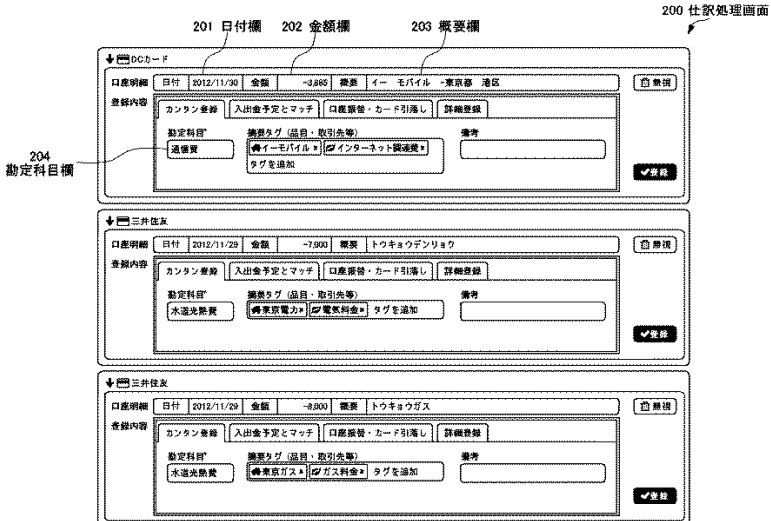 200 仕訳処理画面
201 日付欄 202 金額欄 203 概要欄
DCカード
口座明細 日付 2012/11/30 金額 -3,885 概要 イー モバイル -東京都 港区 無視
登録内容 カンタン登録 入出金予定とマッチ 口座振替・カード引落し 詳細登録
勘定科目* 摘要タグ (品目・取引先等) 備考
通信費 イーモバイル × インターネット関連費 ×
タグを追加
204
勘定科目欄
登録
三井住友
口座明細 日付 2012/11/29 金額 -7,900 概要 トウキョウデンリョク 無視
登録内容 カンタン登録 入出金予定とマッチ 口座振替・カード引落し 詳細登録
勘定科目* 摘要タグ (品目・取引先等) 備考
水道光熱費 東京電力 × 電気料金 × タグを追加
登録
三井住友
口座明細 日付 2012/11/29 金額 -8,000 概要 トウキョウガス 無視
登録内容 カンタン登録 入出金予定とマッチ 口座振替・カード引落し 詳細登録
勘定科目* 摘要タグ (品目・取引先等) 備考
水道光熱費 東京ガス × ガス料金 × タグを追加
登録